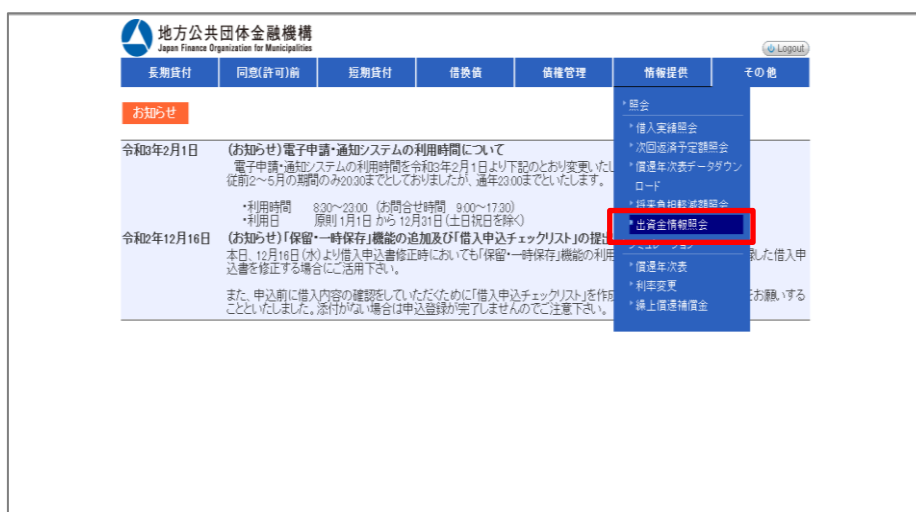 地方公共団体金融機構
Japan Finance Organization for Municipalities
Logout
長期貸付 同意(許可)前 短期貸付 借換債 債権管理 情報提供 その他
お知らせ
照会
借入実績照会
次回返済予定額照会
償還年次表データダウン
ロード
将来負担軽減額照会
出資金情報照会
シミュレーション
償還年次表
利率変更
繰上償還補償金
令和3年2月1日 (お知らせ)電子申請・通知システムの利用時間について
電子申請・通知システムの利用時間を令和3年2月1日より下記のとおり変更いたし
従前2～5月の期間のみ20:30までとしておりましたが、通年23:00までといたします。
・利用時間 8:30～23:00 (お問合せ時間 9:00～17:30)
・利用日 原則1月1日 から 12月31日(土日祝日を除く)
令和2年12月16日 (お知らせ)「保留・一時保存」機能の追加及び「借入申込チェックリスト」の提出
本日、12月16日(水)より借入申込書修正時においても「保留・一時保存」機能の利用 した借入申
込書を修正する場合にご活用下さい。
また、申込前に借入内容の確認をしていただくために「借入申込チェックリスト」を作成 をお願いする
ことといたしました。添付がない場合は申込登録が完了しませんのでご注意下さい。